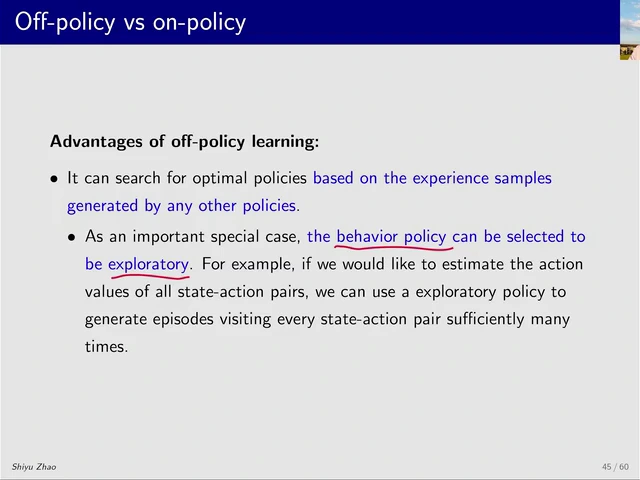 Off-policy vs on-policy
Advantages of off-policy learning:
• It can search for optimal policies based on the experience samples
generated by any other policies.
• As an important special case, the behavior policy can be selected to
be exploratory. For example, if we would like to estimate the action
values of all state-action pairs, we can use a exploratory policy to
generate episodes visiting every state-action pair sufficiently many
times.
Shiyu Zhao
45 / 60